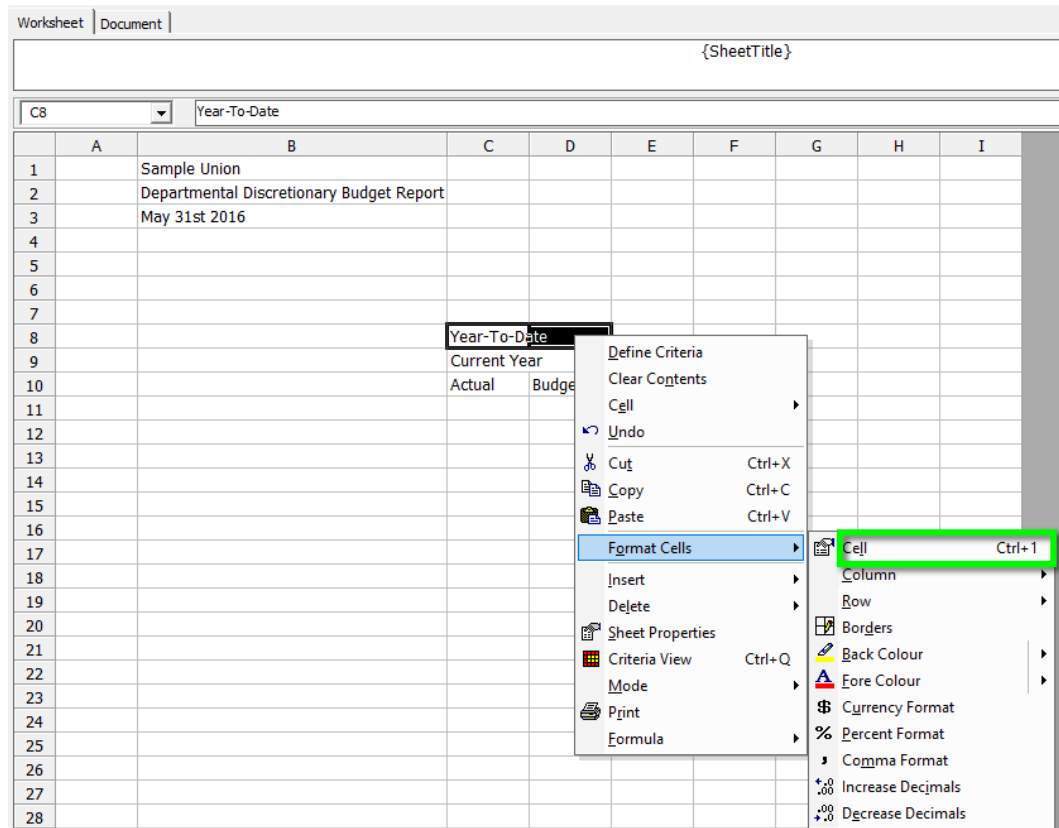 Worksheet Document
{SheetTitle}
C8 Year-To-Date
A B C D E F G H I
1 Sample Union
2 Departmental Discretionary Budget Report
3 May 31st 2016
4
5
6
7
8 Year-To-Date
9 Current Year
10 Actual Budge
11
12
13
14
15
16
17
18
19
20
21
22
23
24
25
26
27
28
Define Criteria
Clear Contents
Cell
Undo
Cut Ctrl+X
Copy Ctrl+C
Paste Ctrl+V
Format Cells
Insert
Delete
Sheet Properties
Criteria View Ctrl+Q
Mode
Print
Formula
Cell Ctrl+1
Column
Row
Borders
Back Colour
Fore Colour
$ Currency Format
% Percent Format
, Comma Format
.0 .00 Increase Decimals
.00 .0 Decrease Decimals